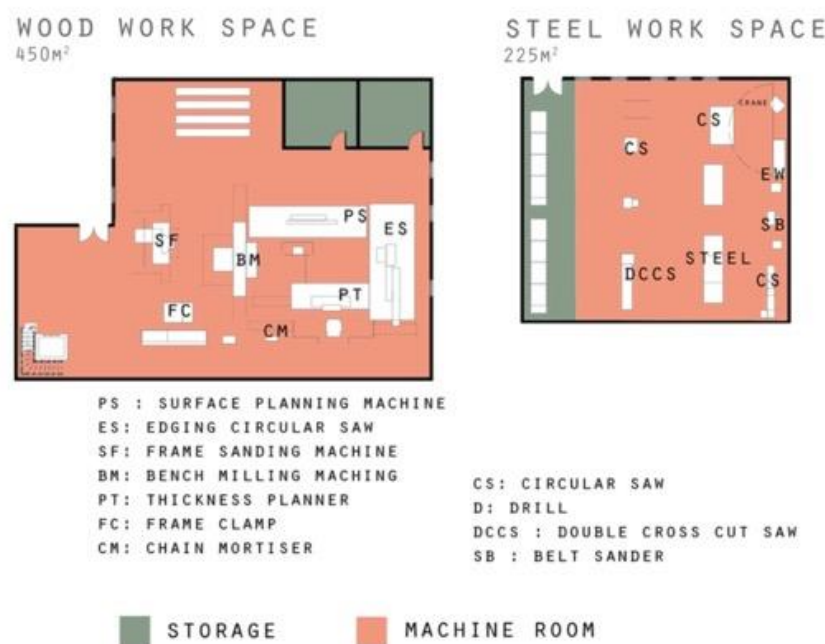 WOOD WORK SPACE
450M²
STEEL WORK SPACE
225M²
CRANE
CS
CS
EW
SB
STEEL
DCCS
CS
PS
ES
SF
BM
PT
FC
CM
PS : SURFACE PLANNING MACHINE
ES: EDGING CIRCULAR SAW
SF: FRAME SANDING MACHINE
BM: BENCH MILLING MACHING
PT: THICKNESS PLANNER
FC: FRAME CLAMP
CM: CHAIN MORTISER
CS: CIRCULAR SAW
D: DRILL
DCCS : DOUBLE CROSS CUT SAW
SB : BELT SANDER
STORAGE
MACHINE ROOM